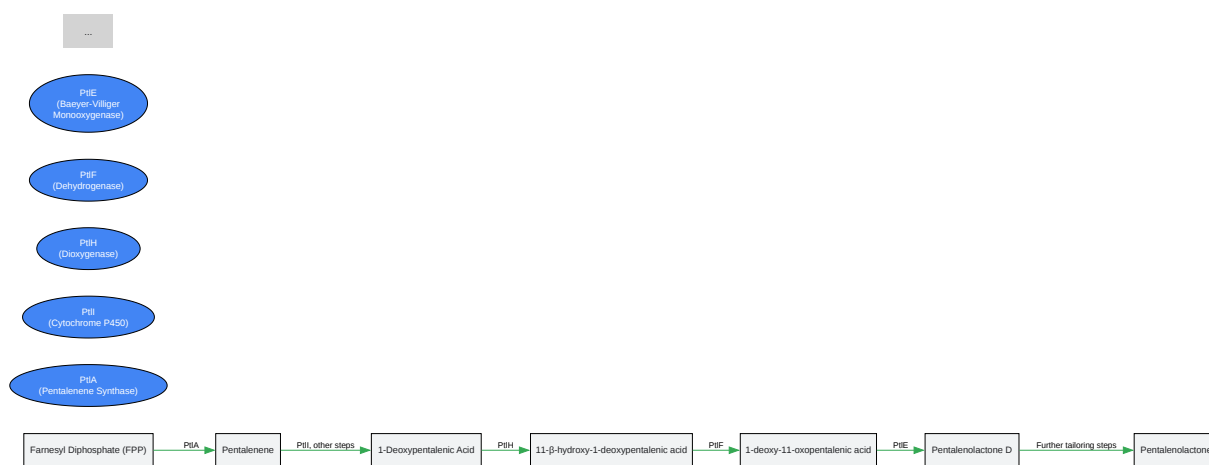 ...
PtlE
(Baeyer-Villiger
Monooxygenase)
PtlF
(Dehydrogenase)
PtlH
(Dioxygenase)
PtlI
(Cytochrome P450)
PtlA
(Pentalenene Synthase)
Farnesyl Diphosphate (FPP)
PtlA
Pentalenene
PtlI, other steps
1-Deoxypentalenic Acid
PtlH
11-β-hydroxy-1-deoxypentalenic acid
PtlF
1-deoxy-11-oxopentalenic acid
PtlE
Pentalenolactone D
Further tailoring steps
Pentalenolactone